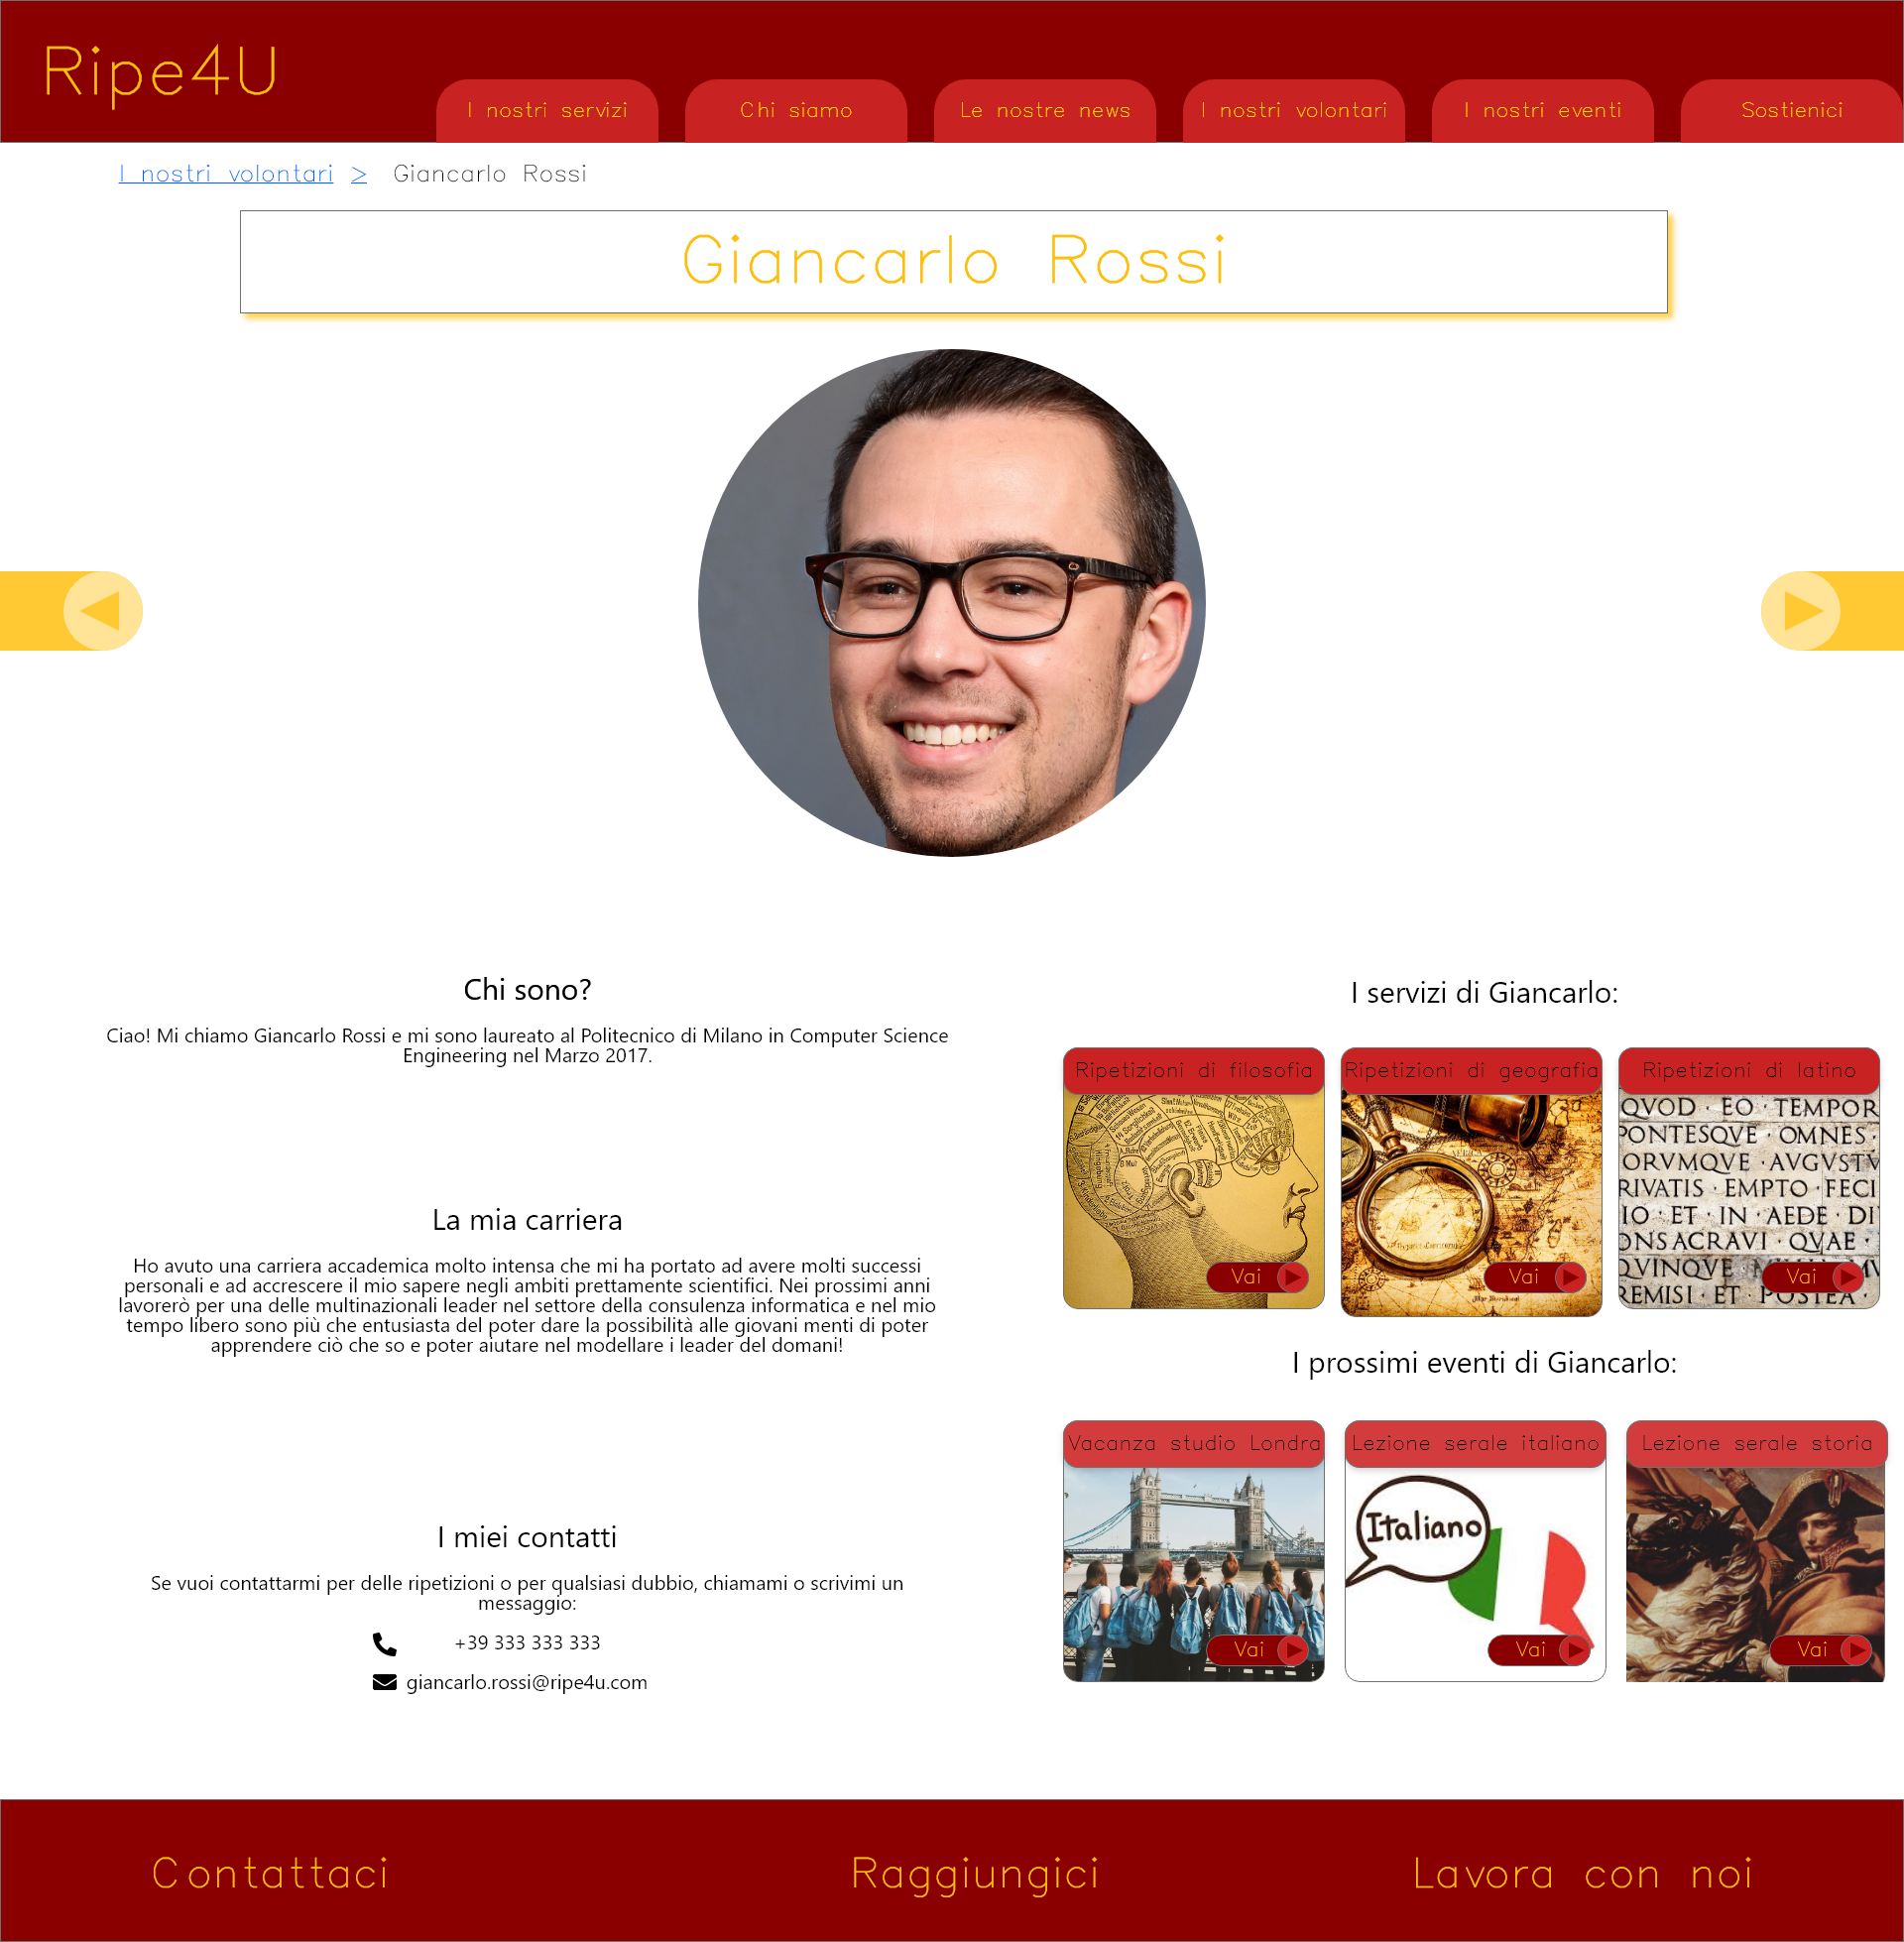 Ripe4U
I nostri servizi
Chi siamo
Le nostre news
I nostri volontari
I nostri eventi
Sostienici
I nostri volontari > Giancarlo Rossi
Giancarlo Rossi
Chi sono?
Ciao! Mi chiamo Giancarlo Rossi e mi sono laureato al Politecnico di Milano in Computer Science
Engineering nel Marzo 2017.
La mia carriera
Ho avuto una carriera accademica molto intensa che mi ha portato ad avere molti successi
personali e ad accrescere il mio sapere negli ambiti prettamente scientifici. Nei prossimi anni
lavorerò per una delle multinazionali leader nel settore della consulenza informatica e nel mio
tempo libero sono più che entusiasta del poter dare la possibilità alle giovani menti di poter
apprendere ciò che so e poter aiutare nel modellare i leader del domani!
I miei contatti
Se vuoi contattarmi per delle ripetizioni o per qualsiasi dubbio, chiamami o scrivimi un
messaggio:
+39 333 333 333
giancarlo.rossi@ripe4u.com
I servizi di Giancarlo:
Ripetizioni di filosofia
Vai
Ripetizioni di geografia
Vai
Ripetizioni di latino
QVOD · EO · TEMPOR
PONTESQVE · OMNES ·
ORVMQVE · AVGVSTV
RIVATIS · EMPTO · FECI
IO · ET · IN · AEDE · DI
ONSACRAVI · QVAE ·
QVINQVE
REMISI · ET · POSTEA ·
Vai
I prossimi eventi di Giancarlo:
Vacanza studio Londra
Vai
Lezione serale italiano
Italiano
Vai
Lezione serale storia
Vai
Contattaci
Raggiungici
Lavora con noi